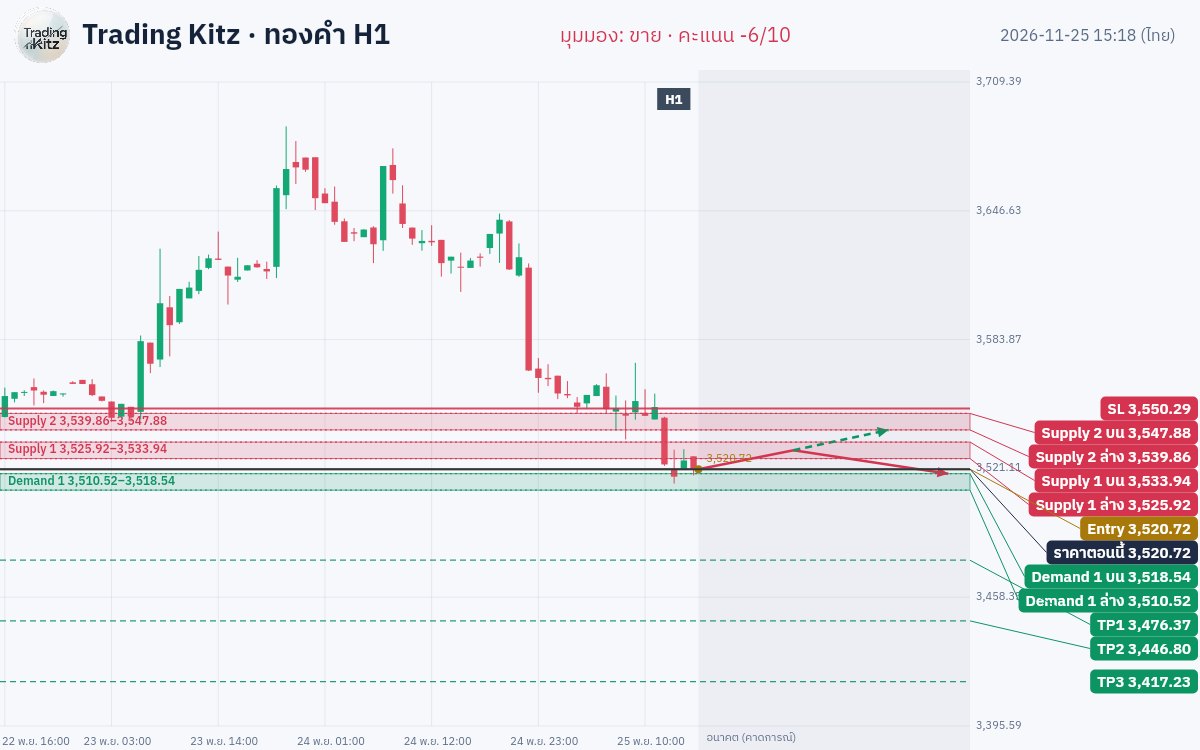 Trading Kitz
Trading Kitz · ทองคำ H1
มุมมอง: ขาย · คะแนน -6/10
2026-11-25 15:18 (ไทย)
H1
3,709.39
3,646.63
3,583.87
3,521.11
3,395.59
Supply 2 3,539.86–3,547.88
Supply 1 3,525.92–3,533.94
Demand 1 3,510.52–3,518.54
3,520.72
SL 3,550.29
Supply 2 บน 3,547.88
Supply 2 ล่าง 3,539.86
Supply 1 บน 3,533.94
Supply 1 ล่าง 3,525.92
Entry 3,520.72
ราคาตอนนี้ 3,520.72
Demand 1 บน 3,518.54
Demand 1 ล่าง 3,510.52
TP1 3,476.37
TP2 3,446.80
TP3 3,417.23
22 พ.ย. 16:00
23 พ.ย. 03:00
23 พ.ย. 14:00
24 พ.ย. 01:00
24 พ.ย. 12:00
24 พ.ย. 23:00
25 พ.ย. 10:00
อนาคต (คาดการณ์)